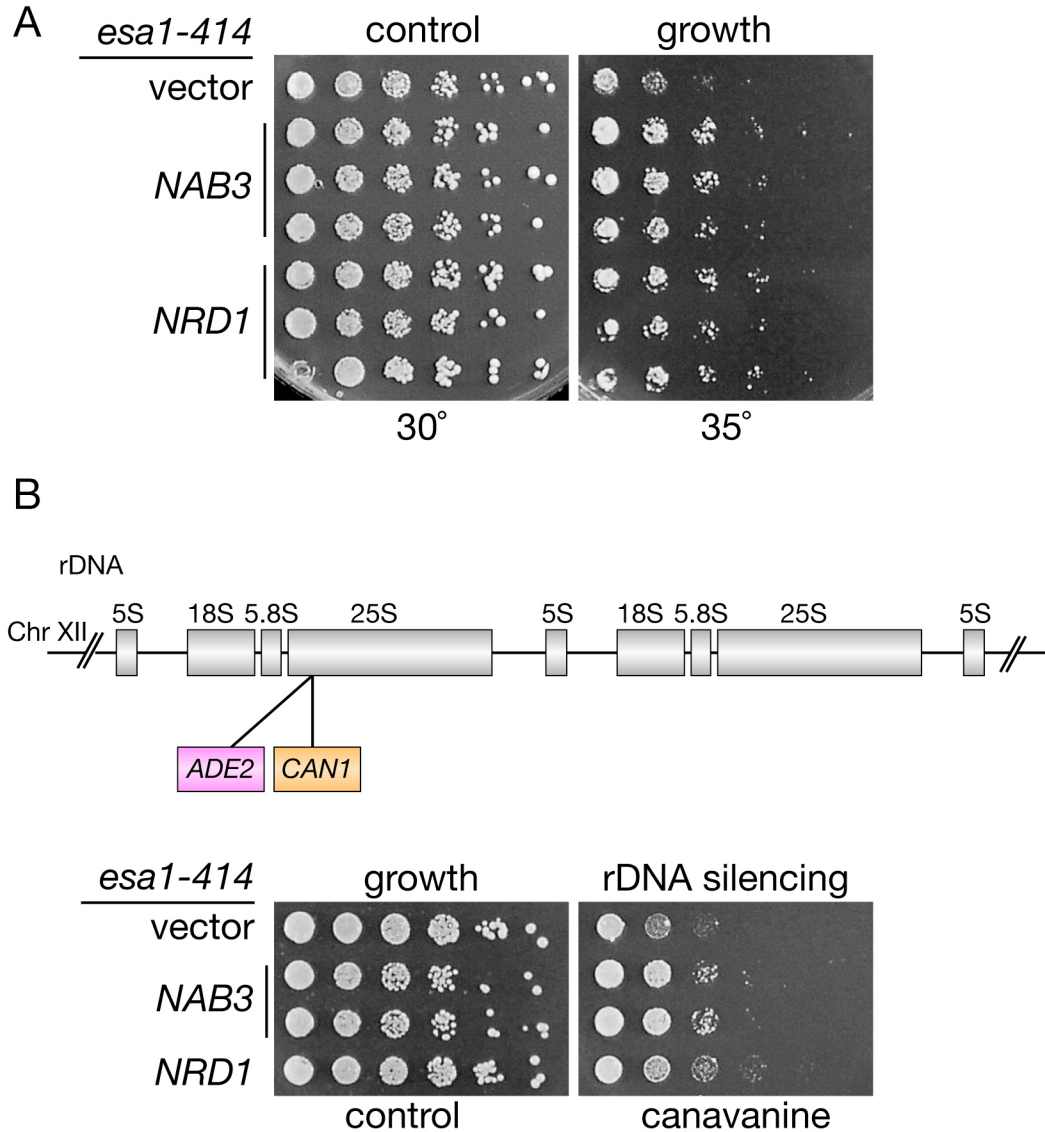 A
esa1-414
control
growth
vector
NAB3
NRD1
30°
35°
B
rDNA
5S
18S
5.8S
25S
5S
18S
5.8S
25S
5S
Chr XII
ADE2
CAN1
esa1-414
growth
rDNA silencing
vector
NAB3
NRD1
control
canavanine